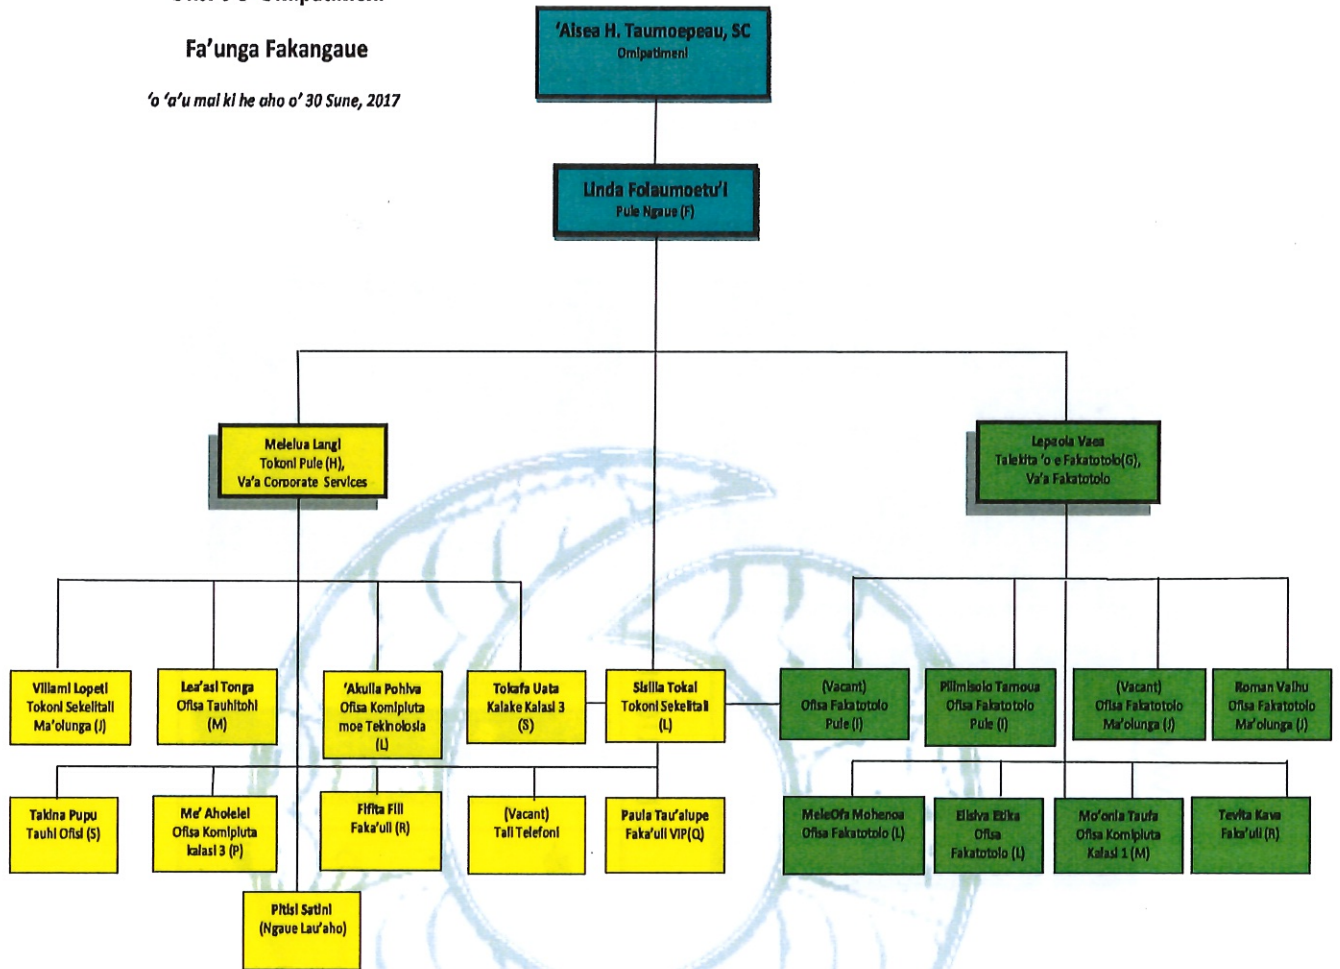 Fa'unga Fakangaue
'o 'a'u mai ki he aho o' 30 Sune, 2017
'Aisea H. Taumoepeau, SC
Omipatimeni
Linda Folaumoetu'i
Pule Ngaue (F)
Melelua Langi
Tokoni Pule (H),
Va'a Corporate Services
Lepaola Vaea
Talekita 'o e Fakatotolo(G),
Va'a Fakatotolo
Viliami Lopeti
Tokoni Sekelitali
Ma'olunga (J)
Lea'asi Tonga
Ofisa Tauhitohi
(M)
'Akulia Pohiva
Ofisa Komipiuta
moe Tekinolosia
(L)
Tokafa Uata
Kalake Kalasi 3
(S)
Sisilia Tokai
Tokoni Sekelitali
(L)
(Vacant)
Ofisa Fakatotolo
Pule (I)
Pilimisolo Tamoua
Ofisa Fakatotolo
Pule (I)
(Vacant)
Ofisa Fakatotolo
Ma'olunga (J)
Roman Vaihu
Ofisa Fakatotolo
Ma'olunga (J)
Takina Pupu
Tauhi Ofisi (S)
Me' Aholelei
Ofisa Komipiuta
kalasi 3 (P)
Fifita Fili
Faka'uli (R)
(Vacant)
Tali Telefoni
Paula Tau'alupe
Faka'uli VIP(Q)
MeleOfa Mohenoa
Ofisa Fakatotolo (L)
Elisiva Etika
Ofisa
Fakatotolo (L)
Mo'onia Taufa
Ofisa Komipiuta
Kalasi 1 (M)
Tevita Kava
Faka'uli (R)
Pitisi Satini
(Ngaue Lau'aho)